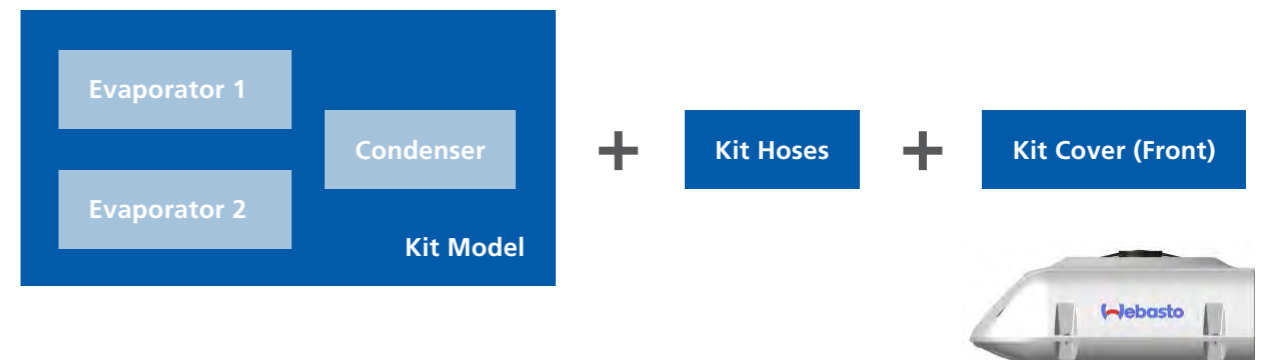 Evaporator 1
Evaporator 2
Condenser
Kit Model
+
Kit Hoses
+
Kit Cover (Front)
Webasto